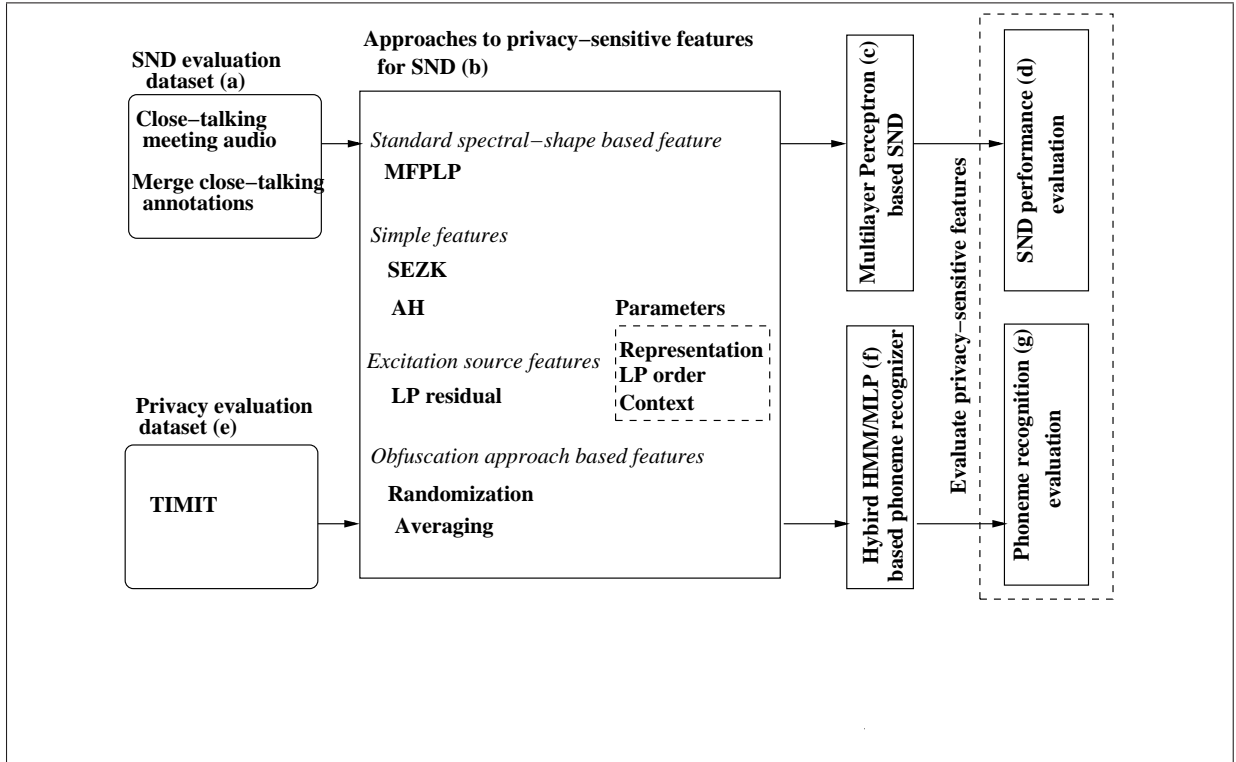 SND evaluation
dataset (a)
Close−talking
meeting audio
Merge close−talking
annotations
Privacy evaluation
dataset (e)
TIMIT
Approaches to privacy−sensitive features
for SND (b)
Standard spectral−shape based feature
MFPLP
Simple features
SEZK
AH
Excitation source features
LP residual
Parameters
Representation
LP order
Context
Obfuscation approach based features
Randomization
Averaging
Multilayer Perceptron (c)
based SND
Hybird HMM/MLP (f)
based phoneme recognizer
Evaluate privacy−sensitive features
SND performance (d)
evaluation
Phoneme recognition (g)
evaluation